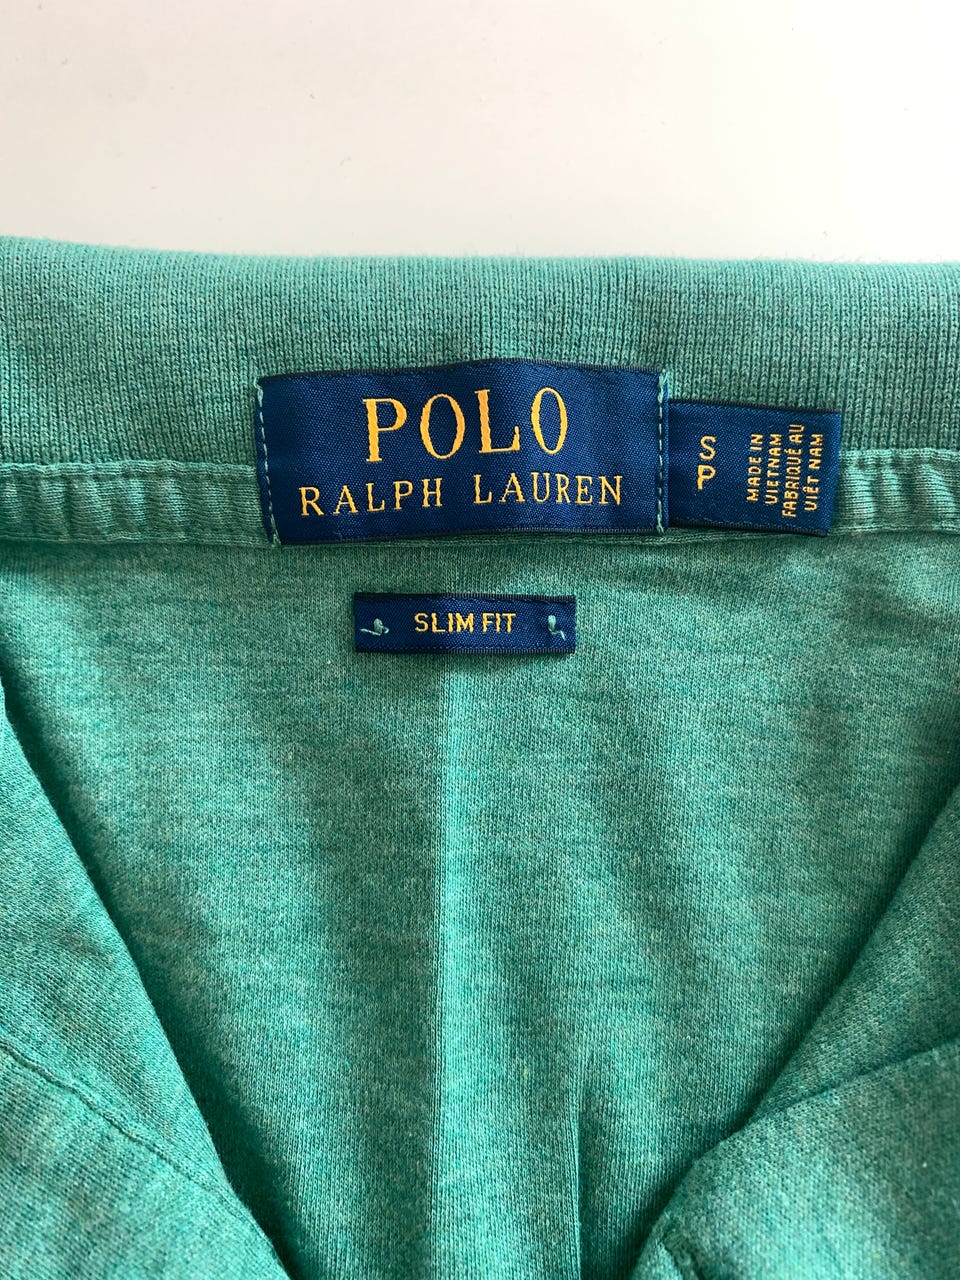 POLO
RALPH LAUREN
S
P
MADE IN
VIETNAM
FABRIQUÉ AU
VIÊT NAM
SLIM FIT